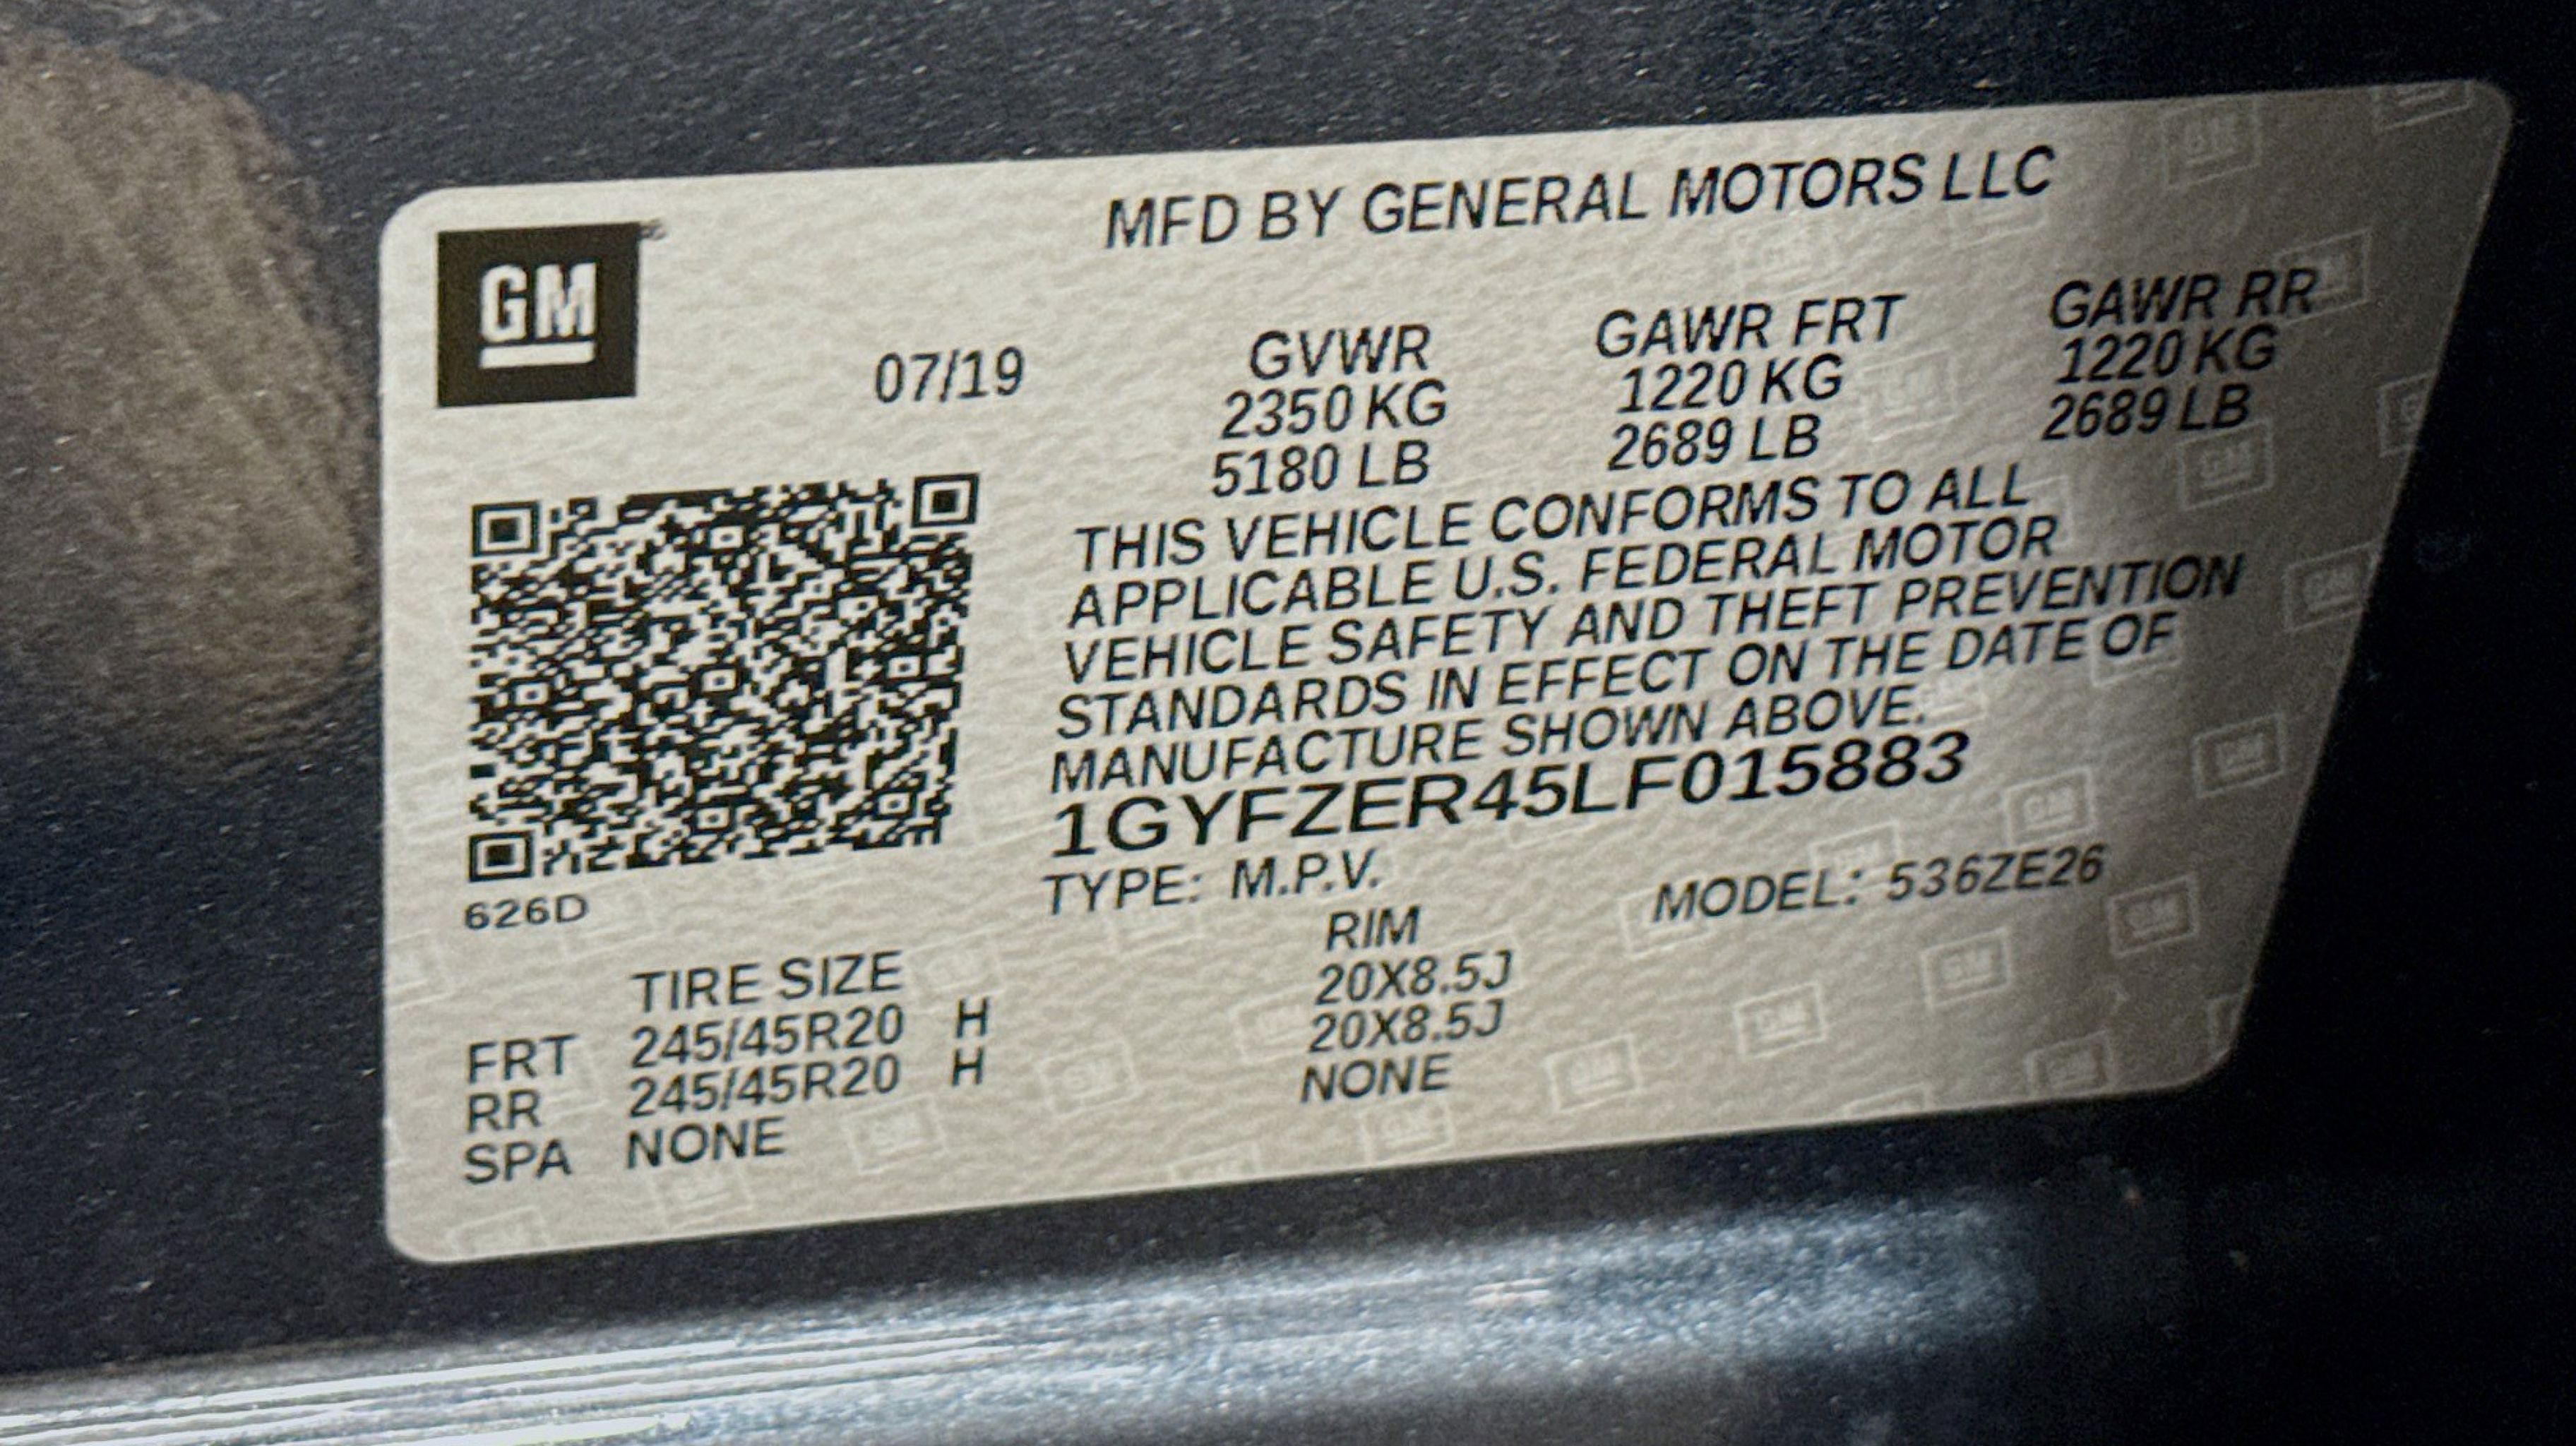 GM
MFD BY GENERAL MOTORS LLC
07/19
GVWR GAWR FRT GAWR RR
2350 KG 1220 KG 1220 KG
5180 LB 2689 LB 2689 LB
THIS VEHICLE CONFORMS TO ALL
APPLICABLE U.S. FEDERAL MOTOR
VEHICLE SAFETY AND THEFT PREVENTION
STANDARDS IN EFFECT ON THE DATE OF
MANUFACTURE SHOWN ABOVE.
1GYFZER45LF015883
TYPE: M.P.V. MODEL: 536ZE26
626D
TIRE SIZE RIM
FRT 245/45R20 H 20X8.5J
RR 245/45R20 H 20X8.5J
SPA NONE NONE